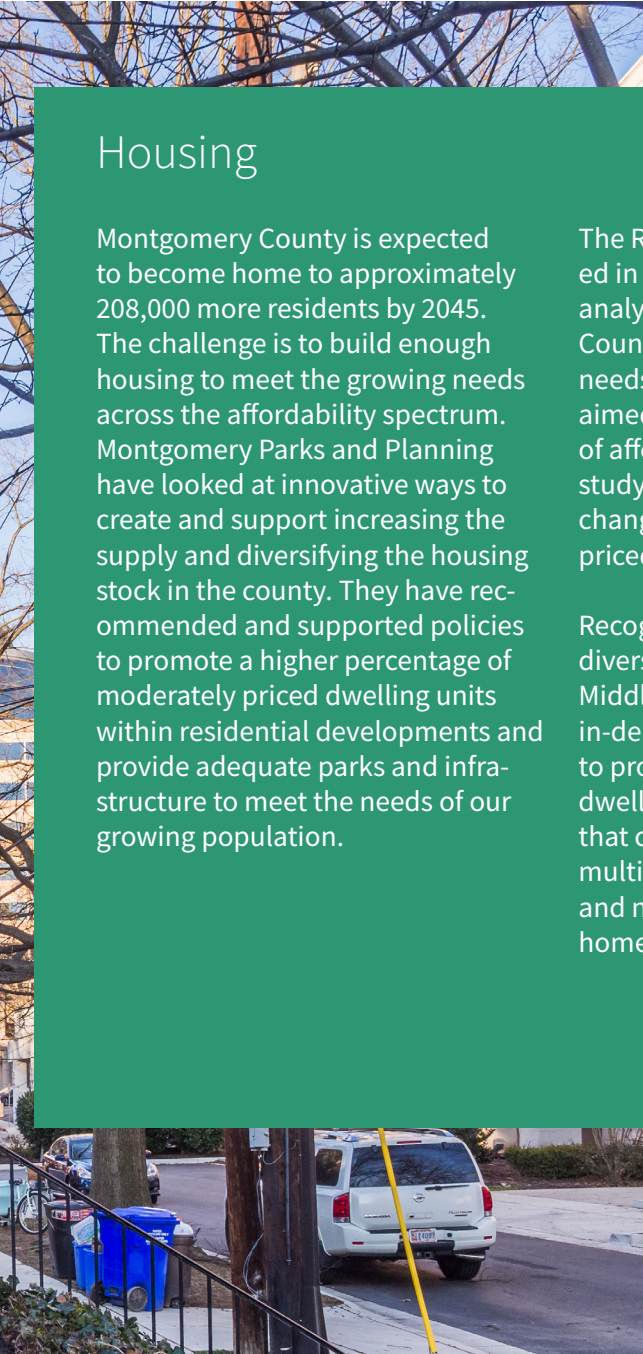 Housing
Montgomery County is expected
to become home to approximately
208,000 more residents by 2045.
The challenge is to build enough
housing to meet the growing needs
across the affordability spectrum.
Montgomery Parks and Planning
have looked at innovative ways to
create and support increasing the
supply and diversifying the housing
stock in the county. They have rec-
ommended and supported policies
to promote a higher percentage of
moderately priced dwelling units
within residential developments and
provide adequate parks and infra-
structure to meet the needs of our
growing population.
The R
ed in
analy
Coun
needs
aimed
of aff
study
chang
priced
Recog
divers
Middl
in-de
to pro
dwell
that c
multi
and n
home